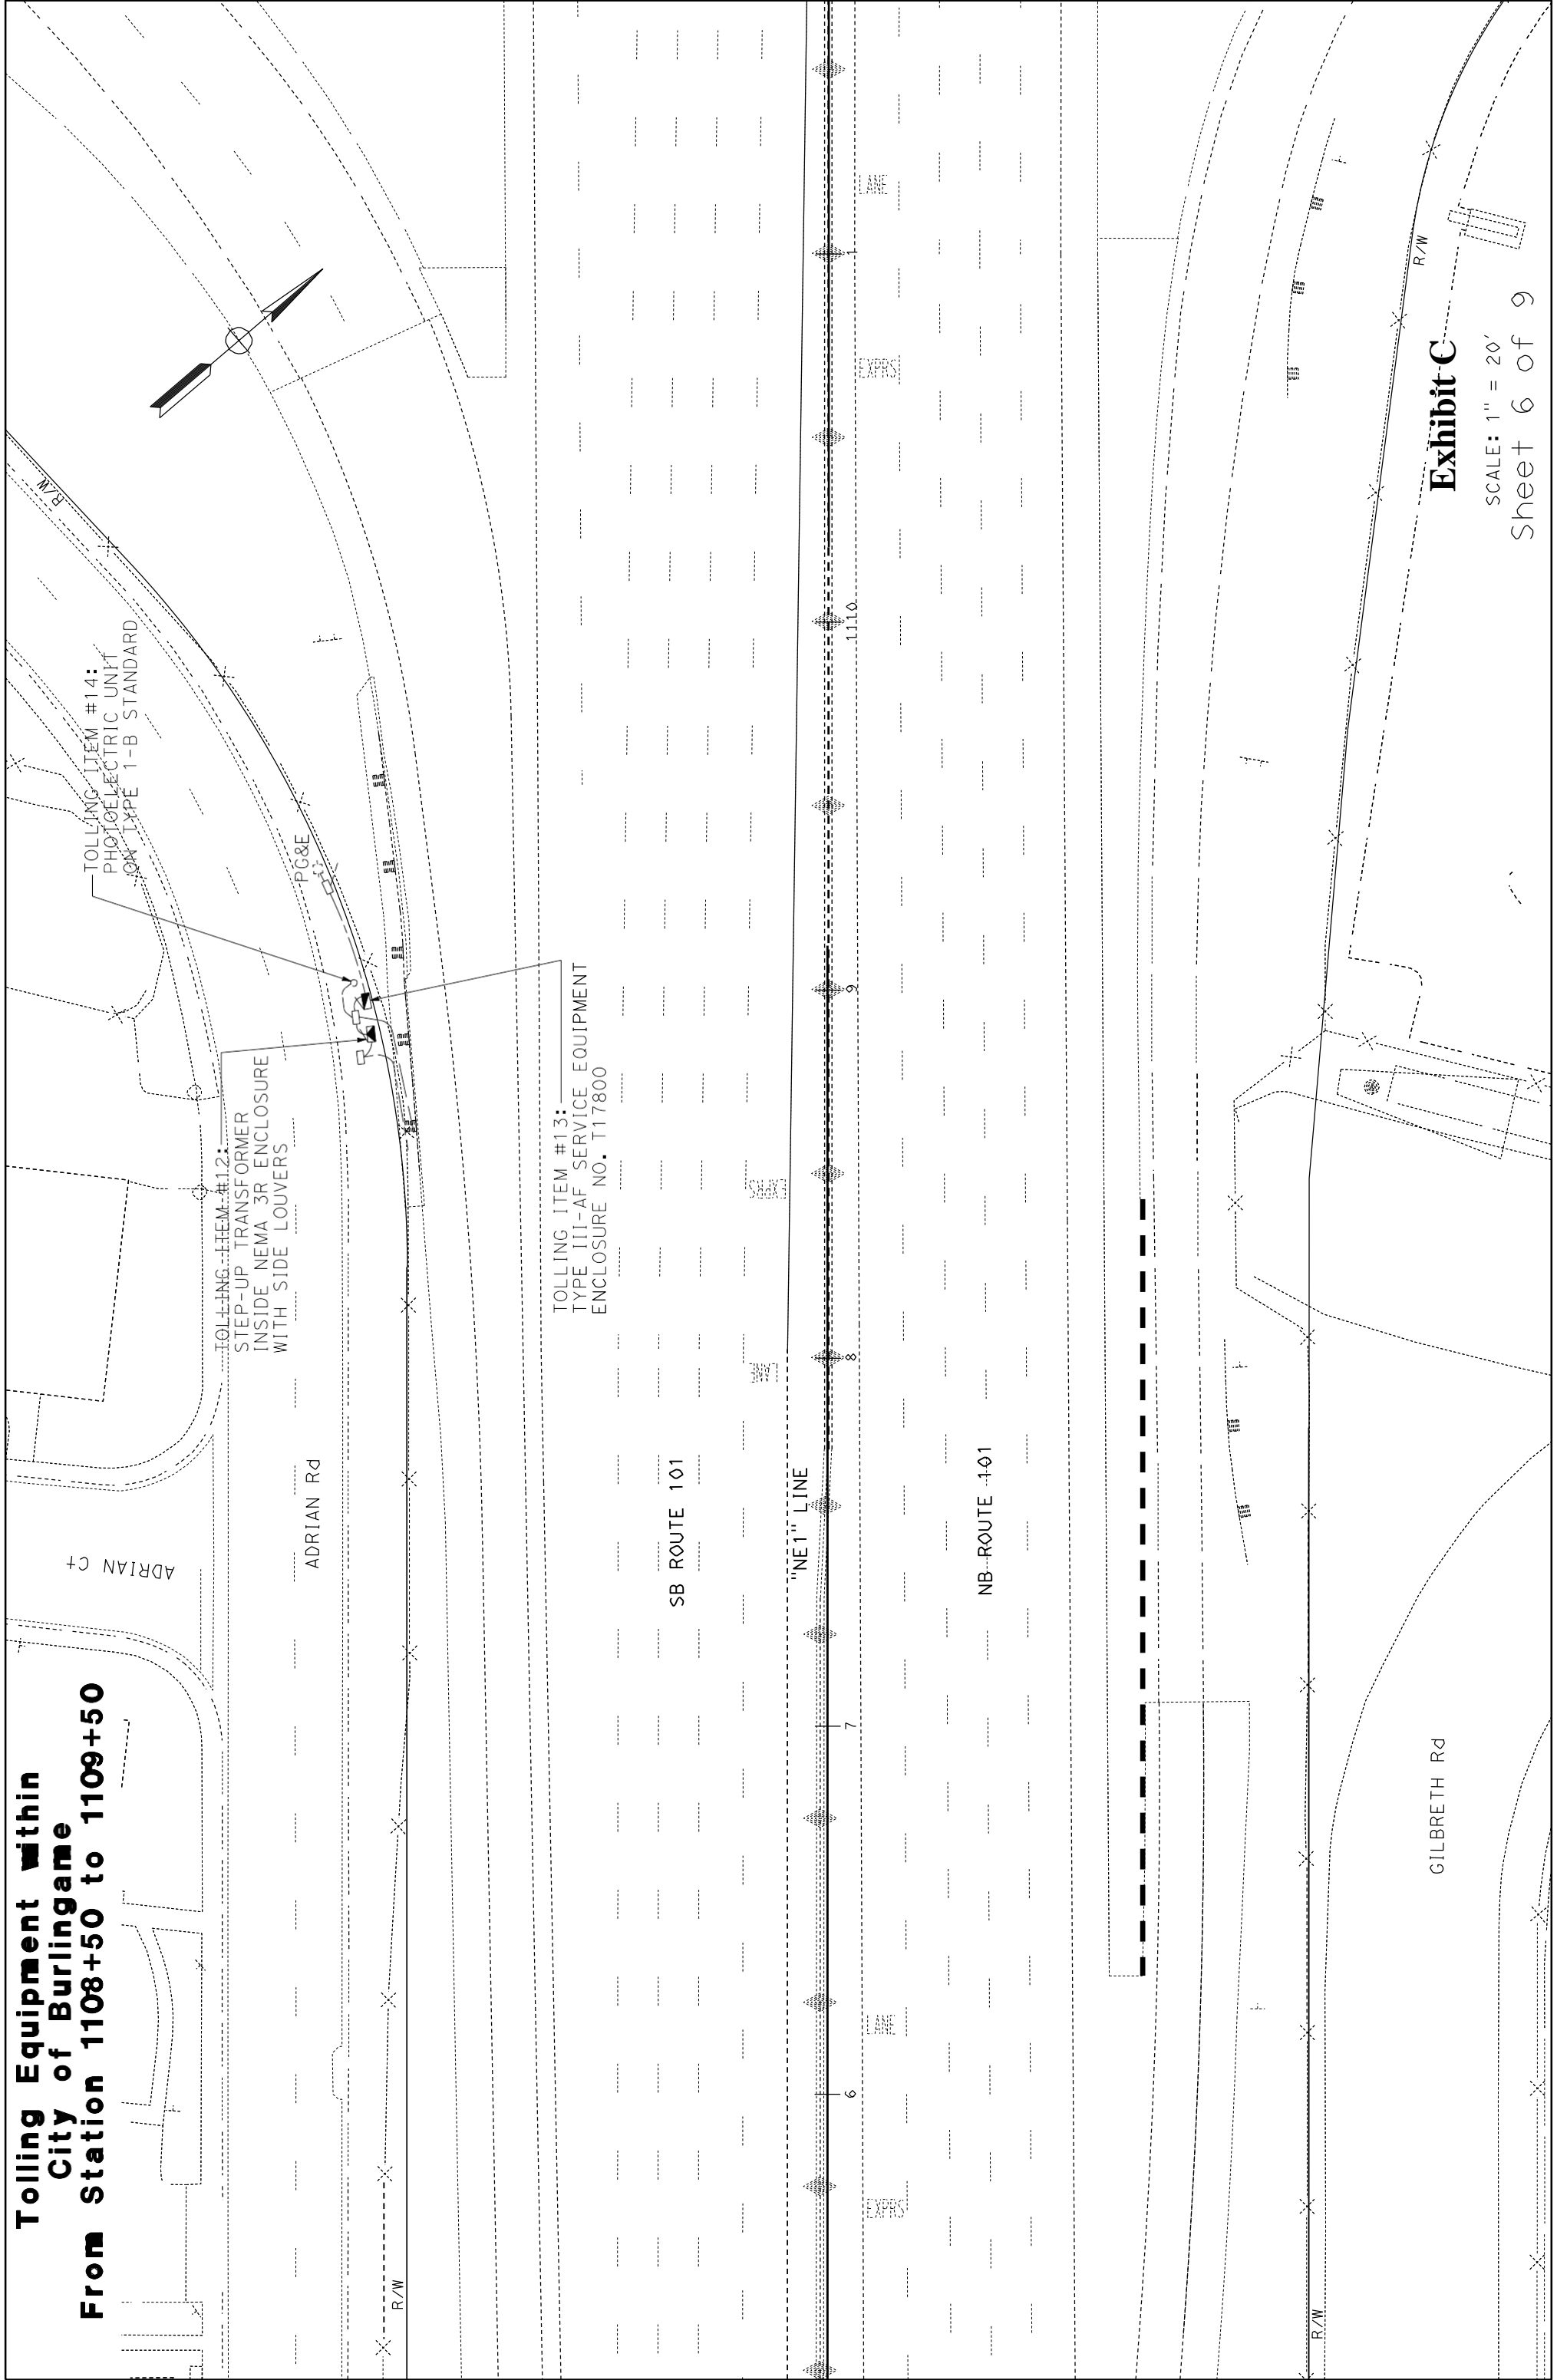 Tolling Equipment within
City of Burlingame
From Station 1108+50 to 1109+50
TOLLING ITEM #14:
PHOTOELECTRIC UNIT
ON TYPE 1-B STANDARD
R/W
ADRIAN Ct
TOLLING ITEM #12:
STEP-UP TRANSFORMER
INSIDE NEMA 3R ENCLOSURE
WITH SIDE LOUVERS
PG&E
ADRIAN Rd
R/W
TOLLING ITEM #13:
TYPE III-AF SERVICE EQUIPMENT
ENCLOSURE NO. T17800
SB ROUTE 101
LANE
EXPRS
"NE1" LINE
6
7
8
9
1110
1
EXPRS
LANE
EXPRS
LANE
NB ROUTE 101
R/W
R/W
GILBRETH Rd
Exhibit C
SCALE: 1" = 20'
Sheet 6 of 9